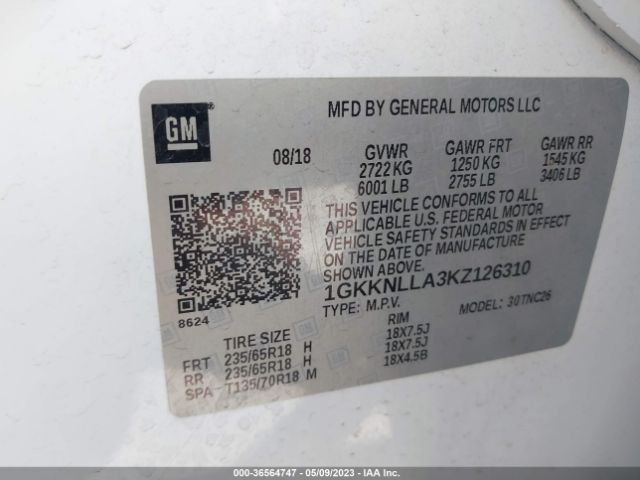 GM ®
MFD BY GENERAL MOTORS LLC
08/18 GVWR GAWR FRT GAWR RR
2722 KG 1250 KG 1545 KG
6001 LB 2755 LB 3406 LB
THIS VEHICLE CONFORMS TO ALL
APPLICABLE U.S. FEDERAL MOTOR
VEHICLE SAFETY STANDARDS IN EFFECT
ON THE DATE OF MANUFACTURE
SHOWN ABOVE.
1GKKNLLA3KZ126310
TYPE: M.P.V. MODEL: 30TNC26
8624
TIRE SIZE RIM
FRT 235/65R18 H 18X7.5J
RR 235/65R18 H 18X7.5J
SPA T135/70R18 M 18X4.5B
000-36564747 - 05/09/2023 - IAA Inc.